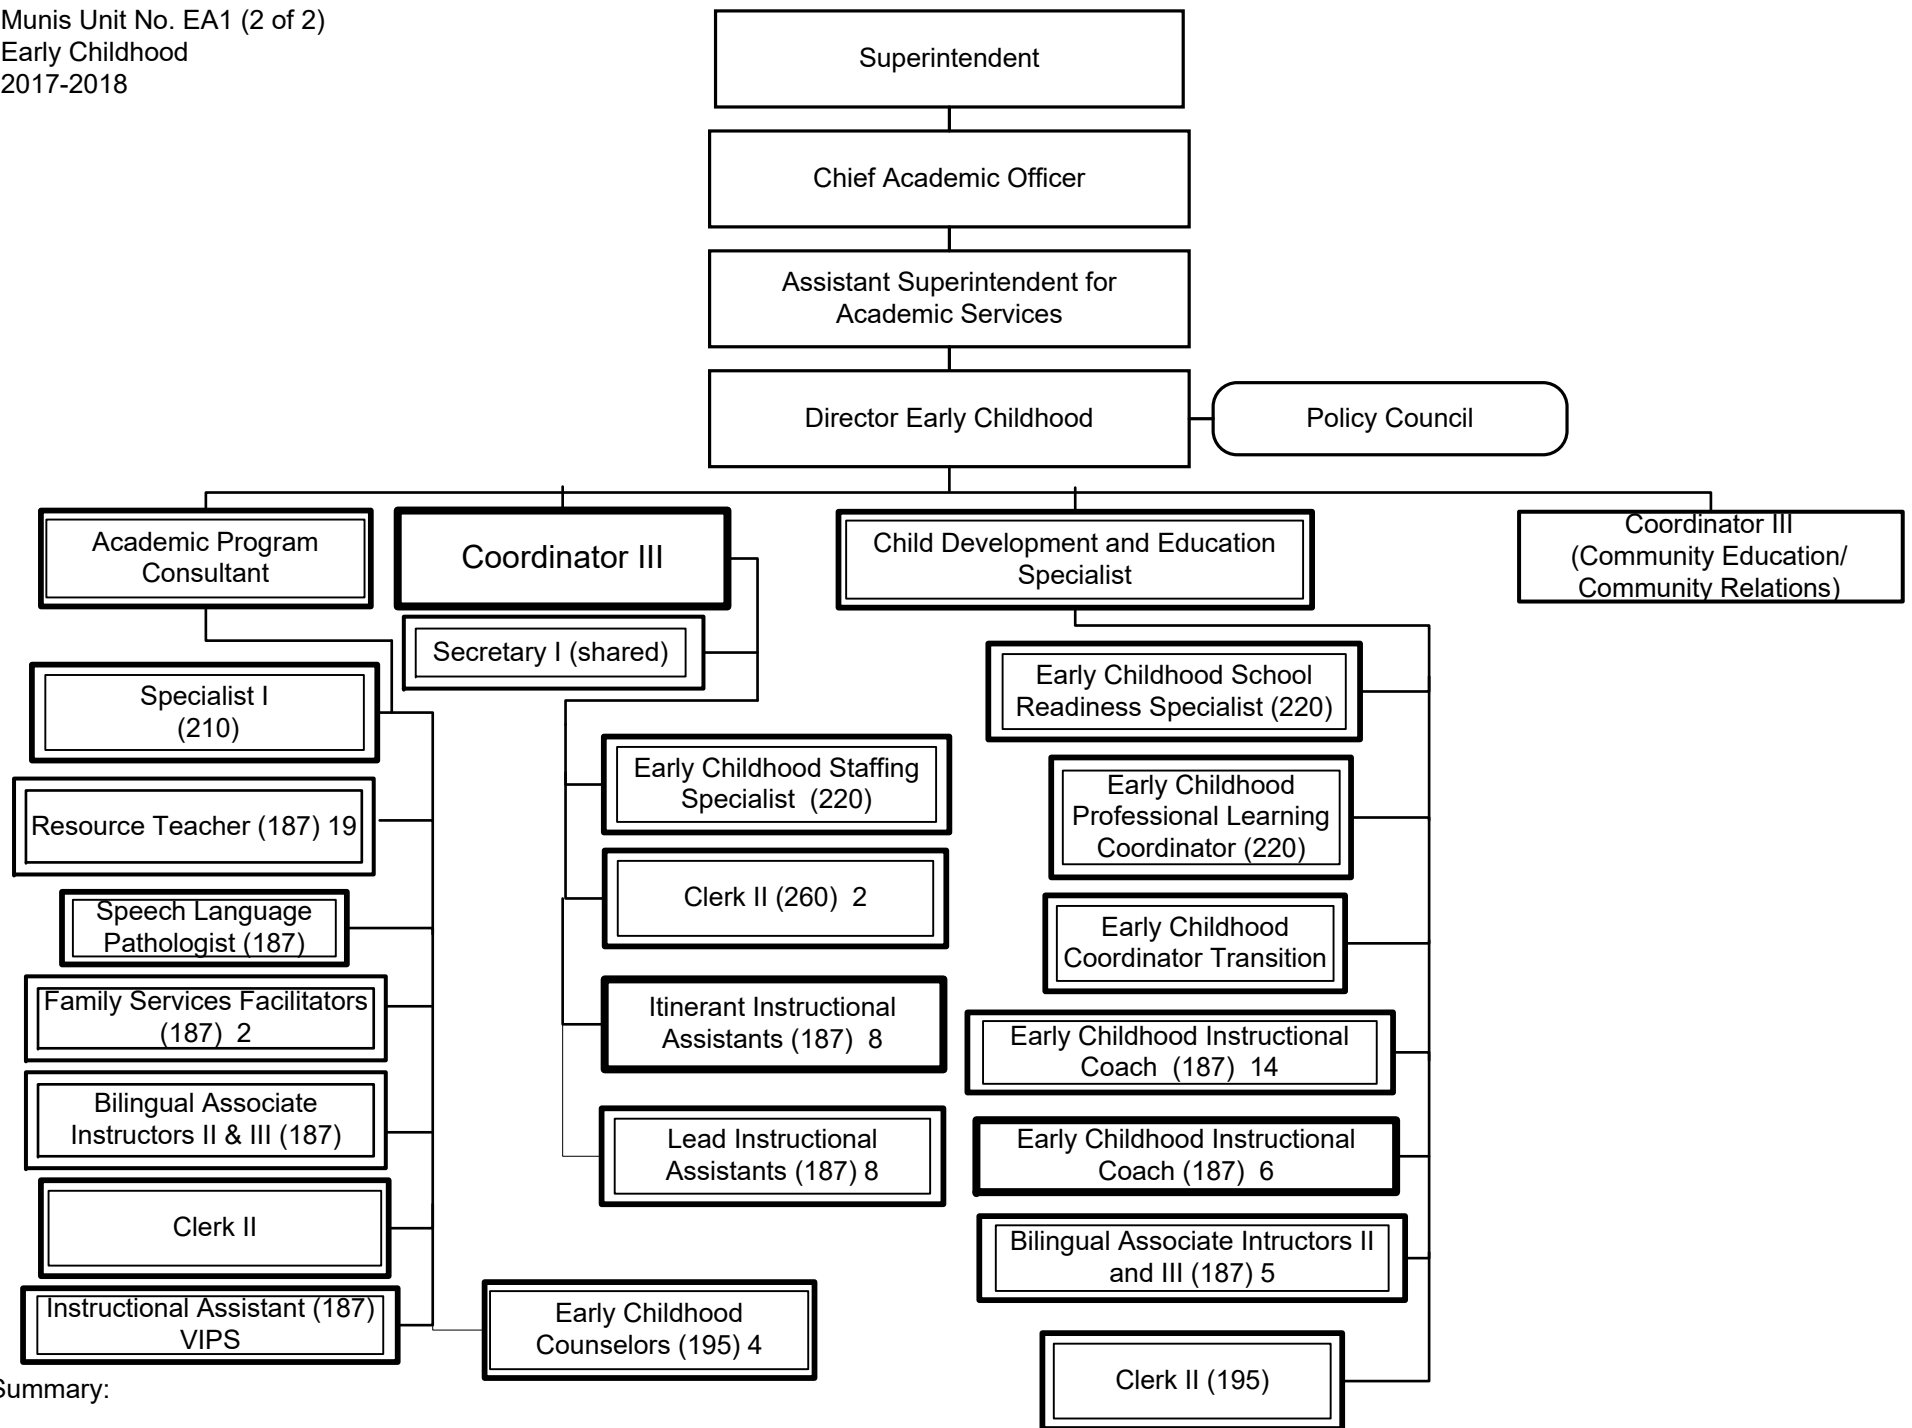 Munis Unit No. EA1 (2 of 2)
Early Childhood
2017-2018
Superintendent
Chief Academic Officer
Assistant Superintendent for
Academic Services
Director Early Childhood
Policy Council
Academic Program
Consultant
Coordinator III
Child Development and Education
Specialist
Coordinator III
(Community Education/
Community Relations)
Secretary I (shared)
Specialist I
(210)
Resource Teacher (187) 19
Speech Language
Pathologist (187)
Family Services Facilitators
(187)  2
Bilingual Associate
Instructors II & III (187)
Clerk II
Instructional Assistant (187)
VIPS
Early Childhood
Counselors (195) 4
Early Childhood Staffing
Specialist  (220)
Clerk II (260)  2
Itinerant Instructional
Assistants (187)  8
Lead Instructional
Assistants (187) 8
Early Childhood School
Readiness Specialist (220)
Early Childhood
Professional Learning
Coordinator (220)
Early Childhood
Coordinator Transition
Early Childhood Instructional
Coach  (187)  14
Early Childhood Instructional
Coach (187)  6
Bilingual Associate Intructors II
and III (187) 5
Clerk II (195)
Summary: